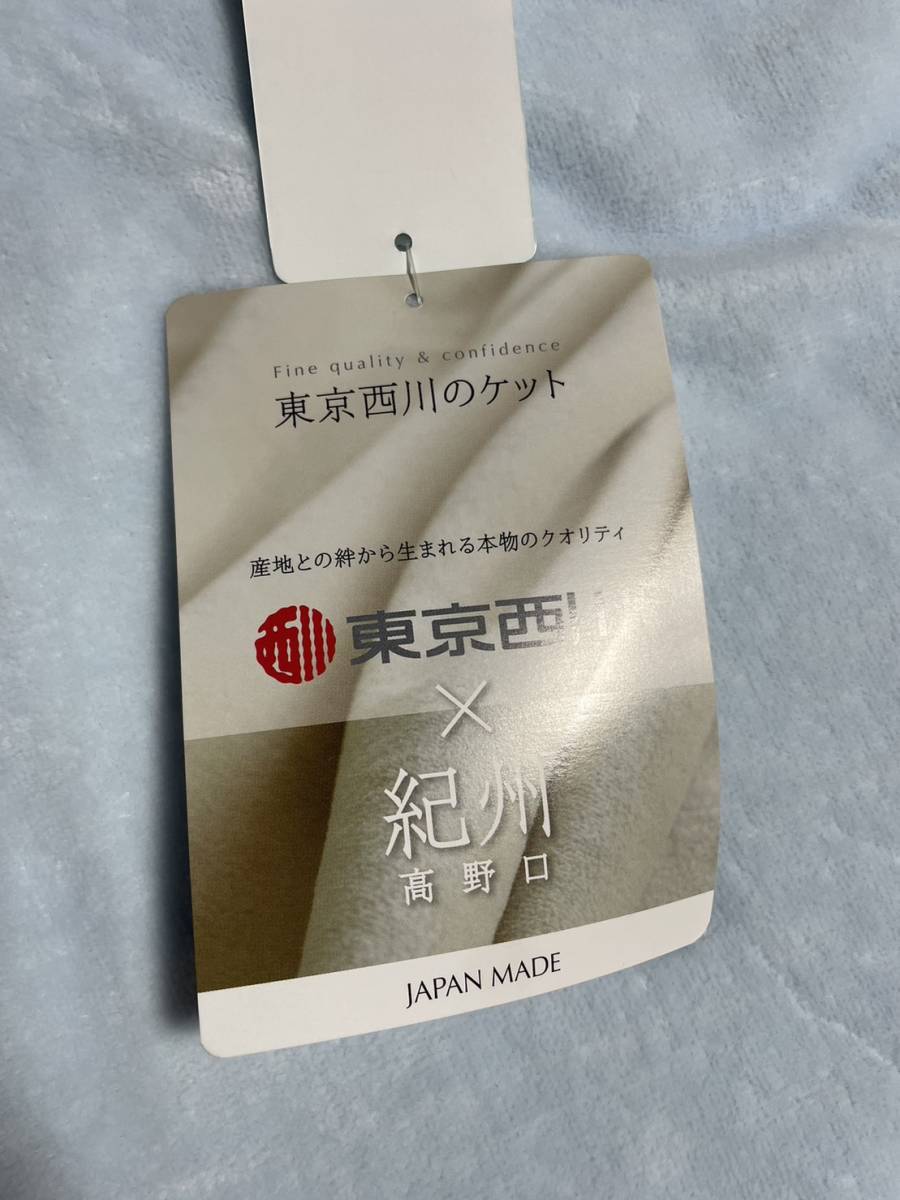 Fine quality & confidence
東京西川のケット
産地との絆から生まれる本物のクオリティ
西川 東京西川
×
紀州
高野口
JAPAN MADE